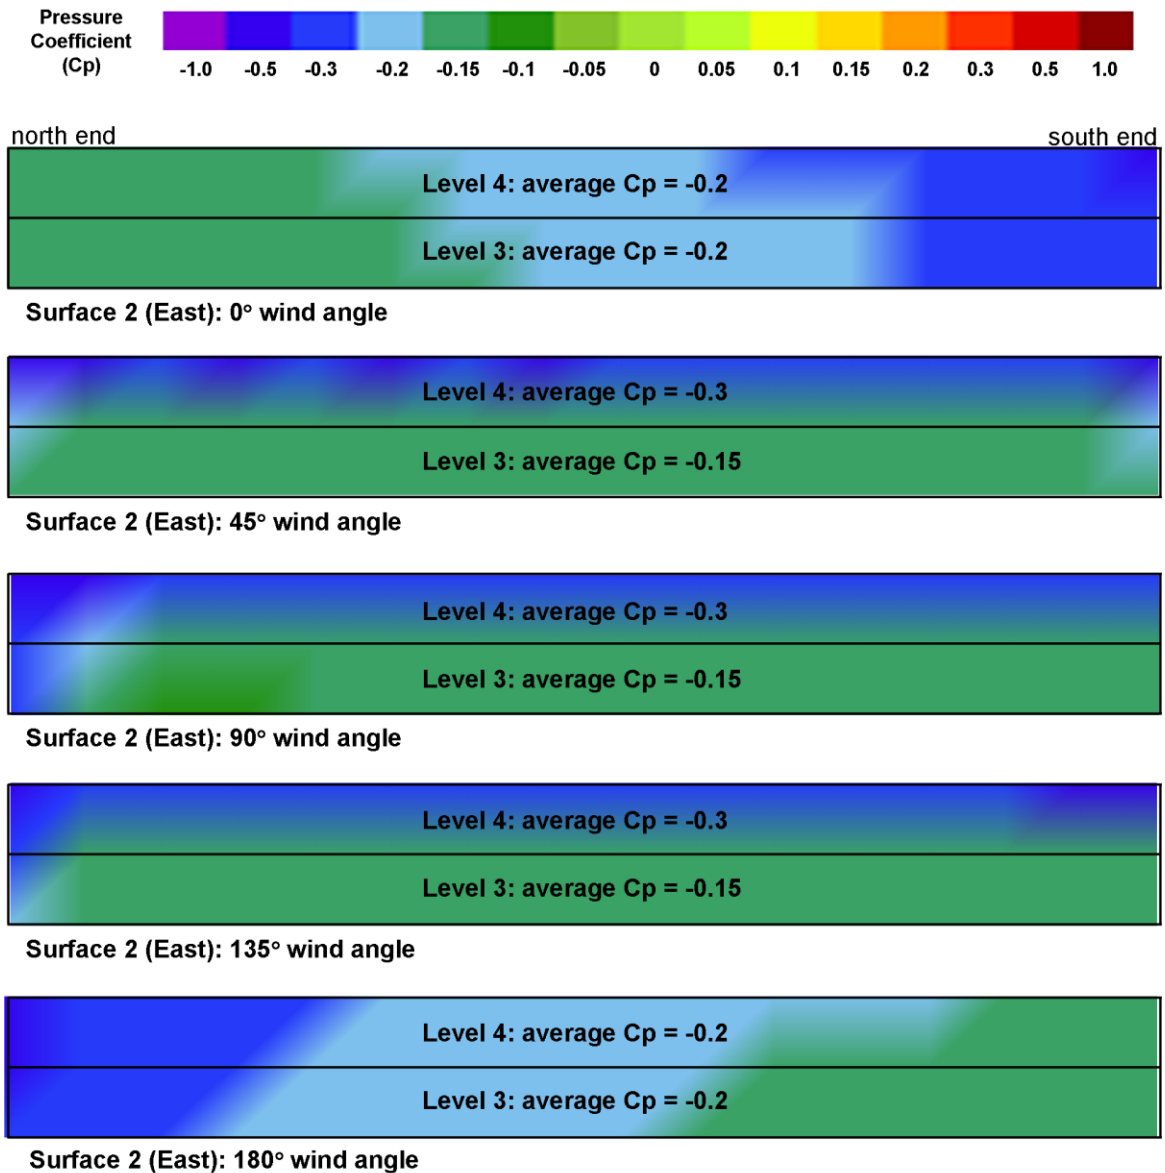 Pressure
Coefficient
(Cp)
-1.0 -0.5 -0.3 -0.2 -0.15 -0.1 -0.05 0 0.05 0.1 0.15 0.2 0.3 0.5 1.0
north end south end
Level 4: average Cp = -0.2
Level 3: average Cp = -0.2
Surface 2 (East): 0° wind angle
Level 4: average Cp = -0.3
Level 3: average Cp = -0.15
Surface 2 (East): 45° wind angle
Level 4: average Cp = -0.3
Level 3: average Cp = -0.15
Surface 2 (East): 90° wind angle
Level 4: average Cp = -0.3
Level 3: average Cp = -0.15
Surface 2 (East): 135° wind angle
Level 4: average Cp = -0.2
Level 3: average Cp = -0.2
Surface 2 (East): 180° wind angle